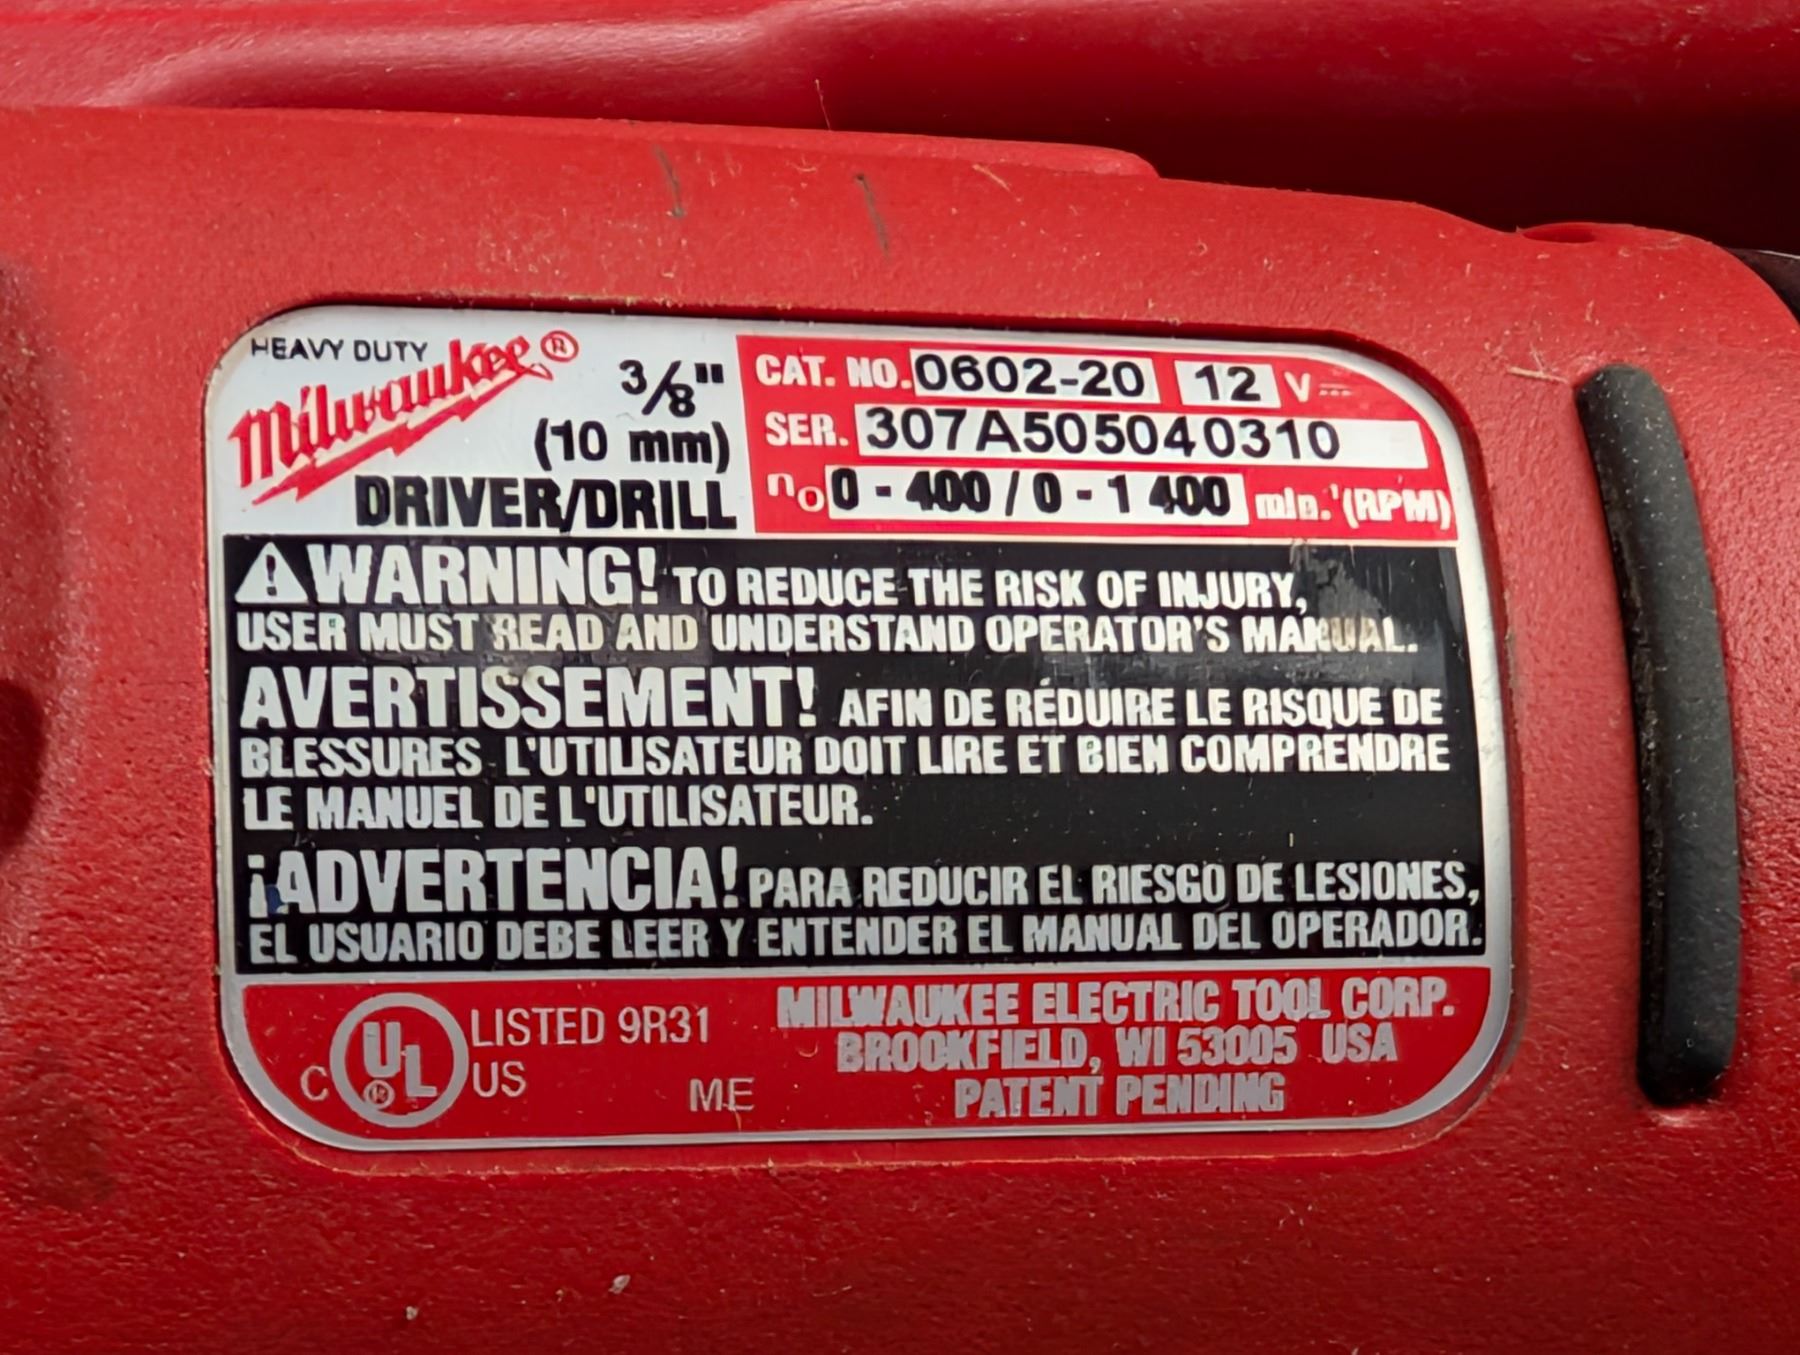 HEAVY DUTY
Milwaukee®
3/8"
(10 mm)
DRIVER/DRILL
CAT. NO. 0602-20 12 V
SER. 307A505040310
n₀ 0 - 400 / 0 - 1 400 min.⁻¹ (RPM)
⚠WARNING! TO REDUCE THE RISK OF INJURY,
USER MUST READ AND UNDERSTAND OPERATOR'S MANUAL.
AVERTISSEMENT! AFIN DE RÉDUIRE LE RISQUE DE
BLESSURES L'UTILISATEUR DOIT LIRE ET BIEN COMPRENDRE
LE MANUEL DE L'UTILISATEUR.
¡ADVERTENCIA! PARA REDUCIR EL RIESGO DE LESIONES,
EL USUARIO DEBE LEER Y ENTENDER EL MANUAL DEL OPERADOR.
C UL® US LISTED 9R31
ME
MILWAUKEE ELECTRIC TOOL CORP.
BROOKFIELD, WI 53005 USA
PATENT PENDING